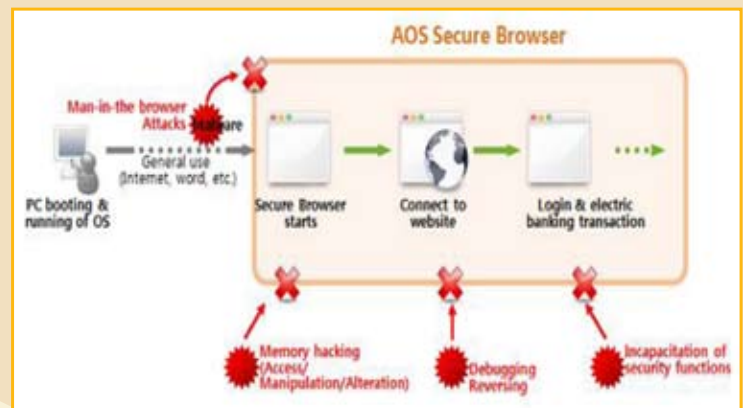 AOS Secure Browser
Man-in-the browser
Attacks
Malware
General use
(Internet, word, etc.)
PC booting &
running of OS
Secure Browser
starts
Connect to
website
Login & electric
banking transaction
Memory hacking
(Access/
Manipulation/Alteration)
Debugging
Reversing
Incapacitation of
security functions